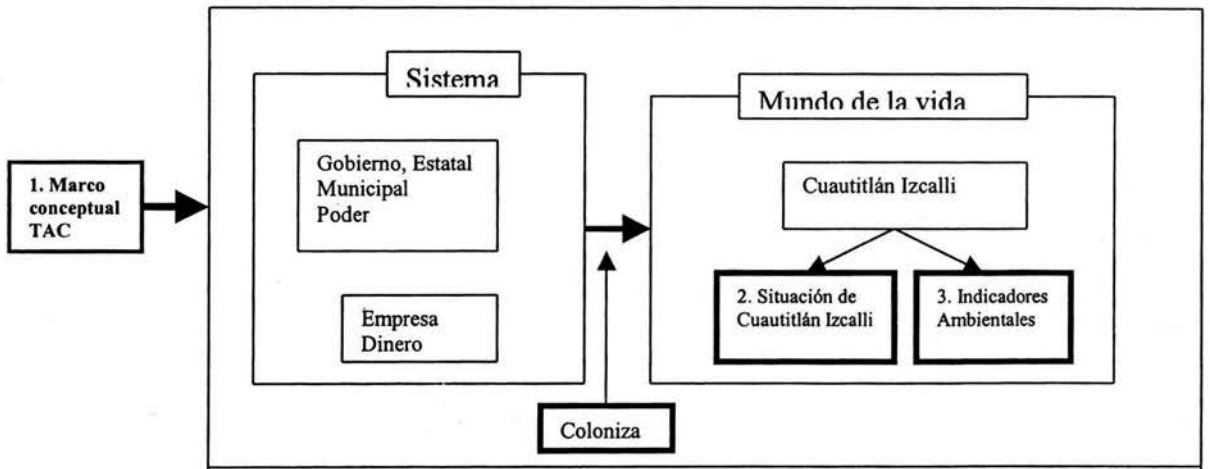 1. Marco
conceptual
TAC
Sistema
Gobierno, Estatal
Municipal
Poder
Empresa
Dinero
Coloniza
Mundo de la vida
Cuautitlán Izcalli
2. Situación de
Cuautitlán Izcalli
3. Indicadores
Ambientales